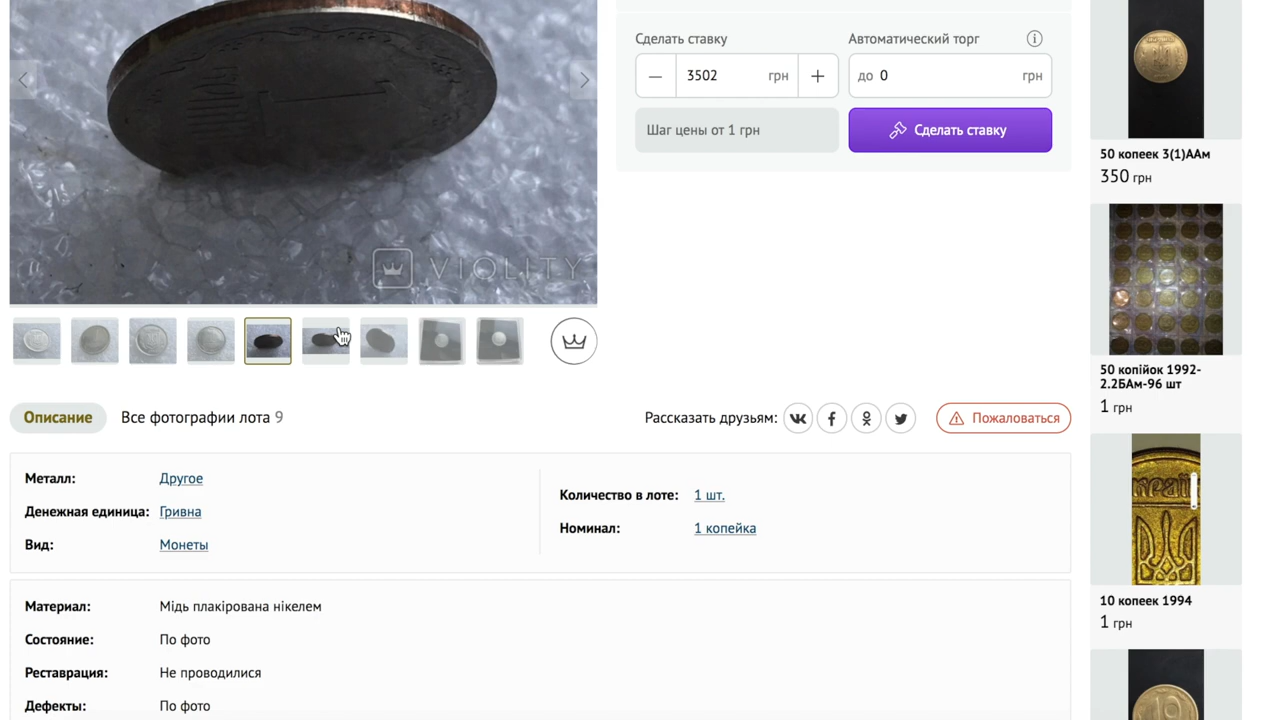 Сделать ставку
Автоматический торг
3502 грн
до 0 грн
Шаг цены от 1 грн
Сделать ставку
VIOLITY
Описание
Все фотографии лота 9
Рассказать друзьям:
Пожаловаться
Металл: Другое
Денежная единица: Гривна
Вид: Монеты
Количество в лоте: 1 шт.
Номинал: 1 копейка
Материал: Мідь плакірована нікелем
Состояние: По фото
Реставрация: Не проводилися
Дефекты: По фото
50 копеек 3(1)ААм
350 грн
50 копійок 1992-
2.2БАм-96 шт
1 грн
10 копеек 1994
1 грн